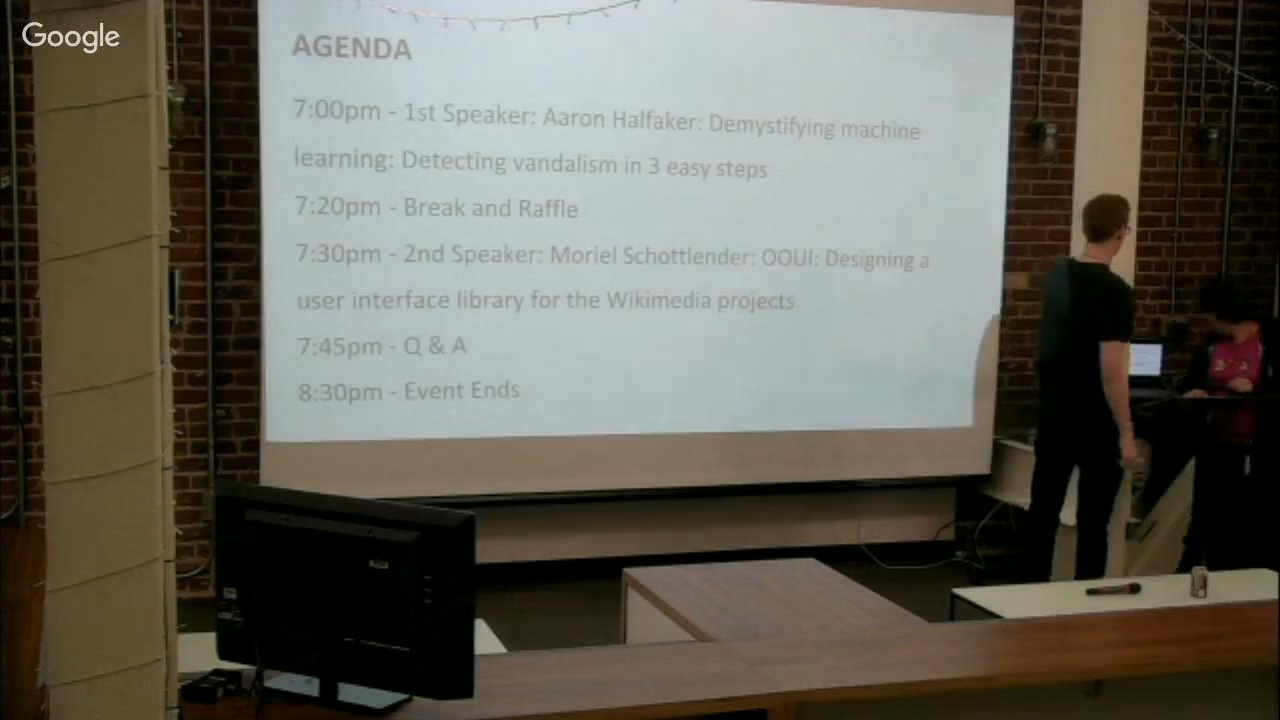 Google
AGENDA
7:00pm - 1st Speaker: Aaron Halfaker: Demystifying machine
learning: Detecting vandalism in 3 easy steps
7:20pm - Break and Raffle
7:30pm - 2nd Speaker: Moriel Schottlender: OOUI: Designing a
user interface library for the Wikimedia projects
7:45pm - Q & A
8:30pm - Event Ends